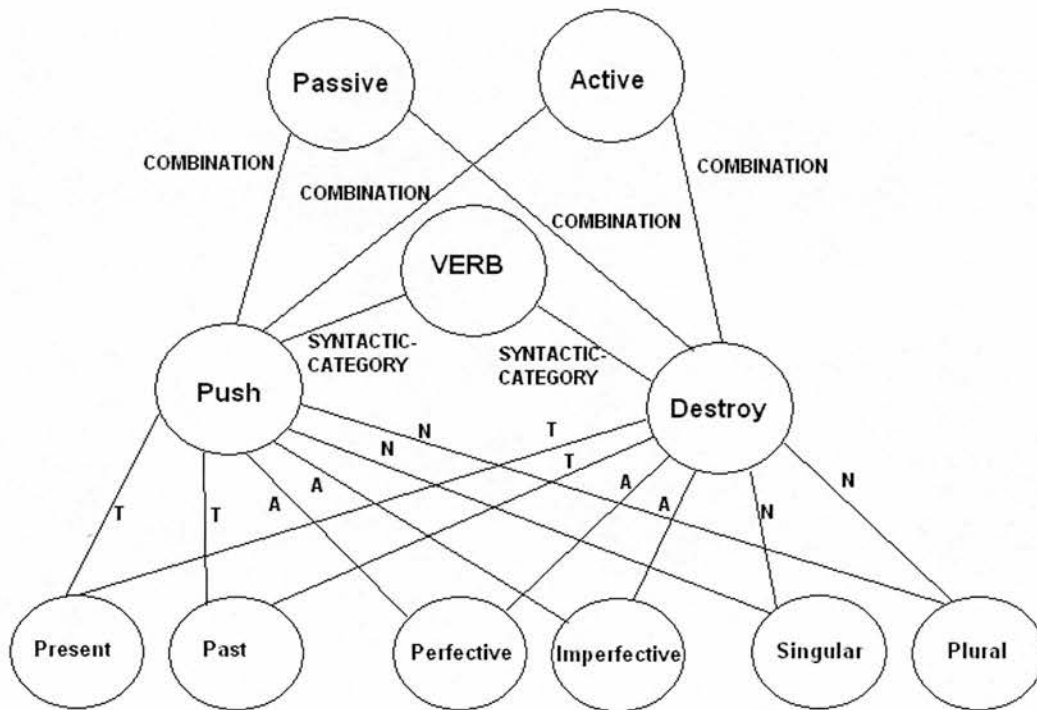 Passive
Active
COMBINATION
COMBINATION
COMBINATION
COMBINATION
VERB
SYNTACTIC-
CATEGORY
SYNTACTIC-
CATEGORY
Push
Destroy
N
T
N
T
N
A
A
A
A
N
T
T
Present
Past
Perfective
Imperfective
Singular
Plural